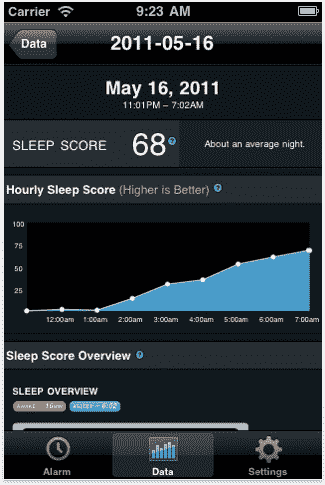 Carrier 9:23 AM
Data 2011-05-16
May 16, 2011
11:01PM – 7:02AM
SLEEP SCORE 68 ? About an average night.
Hourly Sleep Score (Higher is Better) ?
100
75
50
25
12:00am 1:00am 2:00am 3:00am 4:00am 5:00am 6:00am 7:00am
Sleep Score Overview ?
SLEEP OVERVIEW
Alarm Data Settings